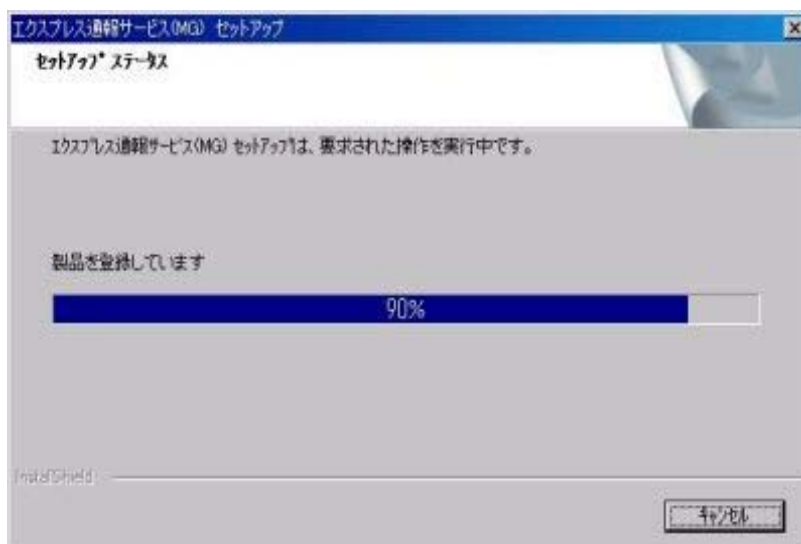 エクスプレス通報サービス(MG) セットアップ
セットアップ ステータス
エクスプレス通報サービス(MG) セットアップは、要求された操作を実行中です。
製品を登録しています
90%
InstallShield
キャンセル